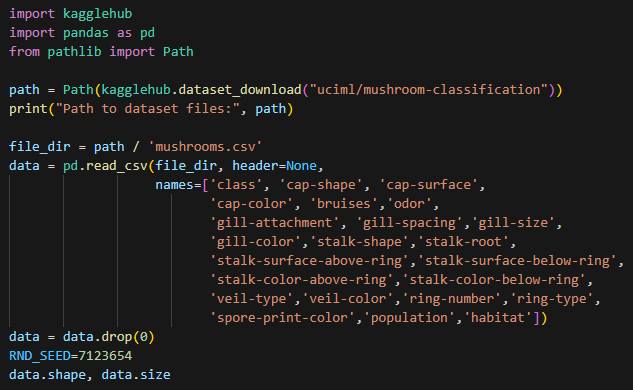 import kagglehub
import pandas as pd
from pathlib import Path
path = Path(kagglehub.dataset_download("uciml/mushroom-classification"))
print("Path to dataset files:", path)
file_dir = path / 'mushrooms.csv'
data = pd.read_csv(file_dir, header=None,
names=['class', 'cap-shape', 'cap-surface',
'cap-color', 'bruises','odor',
'gill-attachment', 'gill-spacing','gill-size',
'gill-color','stalk-shape','stalk-root',
'stalk-surface-above-ring','stalk-surface-below-ring',
'stalk-color-above-ring','stalk-color-below-ring',
'veil-type','veil-color','ring-number','ring-type',
'spore-print-color','population','habitat'])
data = data.drop(0)
RND_SEED=7123654
data.shape, data.size